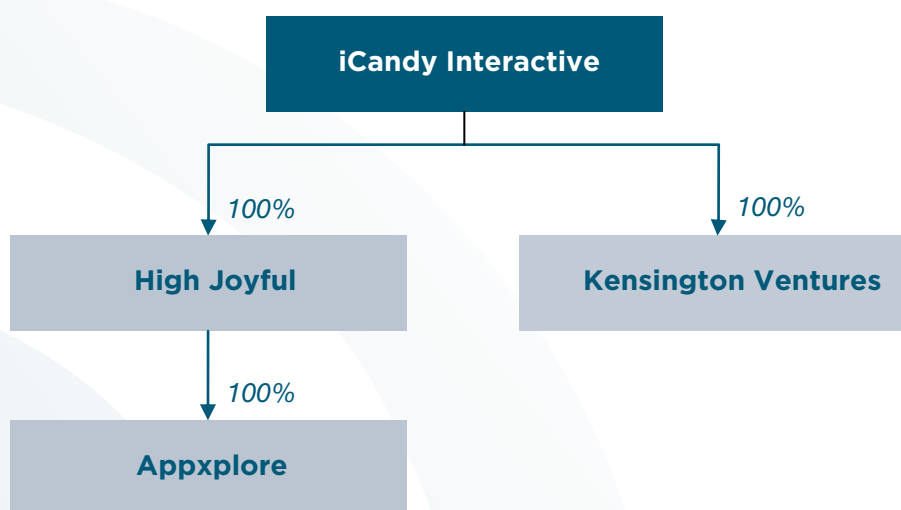 iCandy Interactive
100%
100%
High Joyful
Kensington Ventures
100%
Appxplore